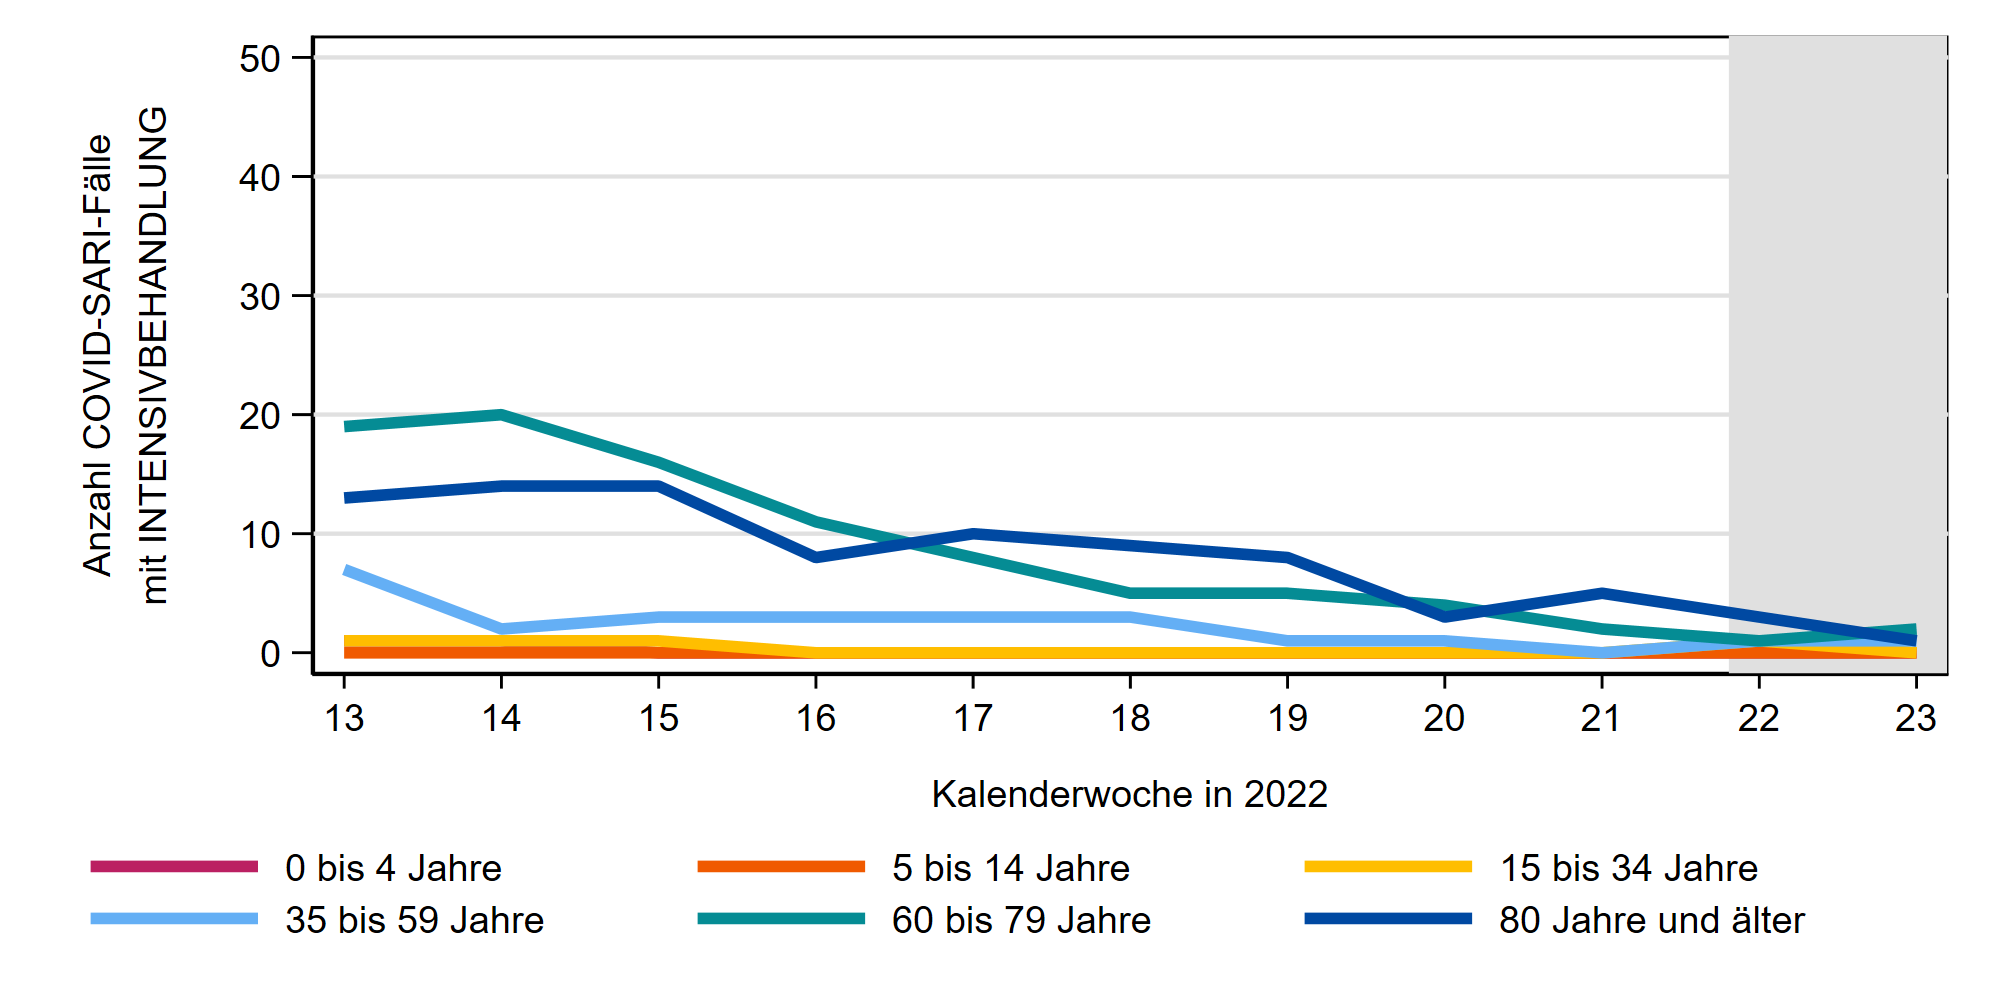 Anzahl COVID-SARI-Fälle
mit INTENSIVBEHANDLUNG
50
40
30
20
10
0
13 14 15 16 17 18 19 20 21 22 23
Kalenderwoche in 2022
0 bis 4 Jahre 5 bis 14 Jahre 15 bis 34 Jahre
35 bis 59 Jahre 60 bis 79 Jahre 80 Jahre und älter